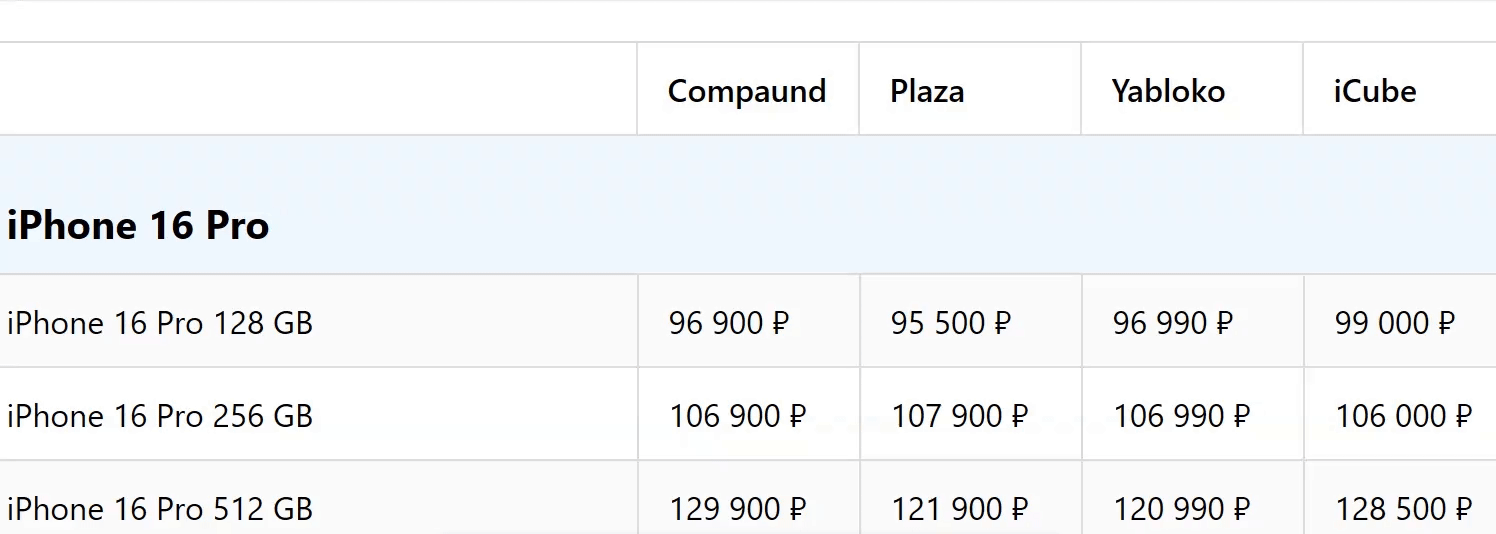 Compaund Plaza Yabloko iCube
iPhone 16 Pro
iPhone 16 Pro 128 GB 96 900 ₽ 95 500 ₽ 96 990 ₽ 99 000 ₽
iPhone 16 Pro 256 GB 106 900 ₽ 107 900 ₽ 106 990 ₽ 106 000 ₽
iPhone 16 Pro 512 GB 129 900 ₽ 121 900 ₽ 120 990 ₽ 128 500 ₽